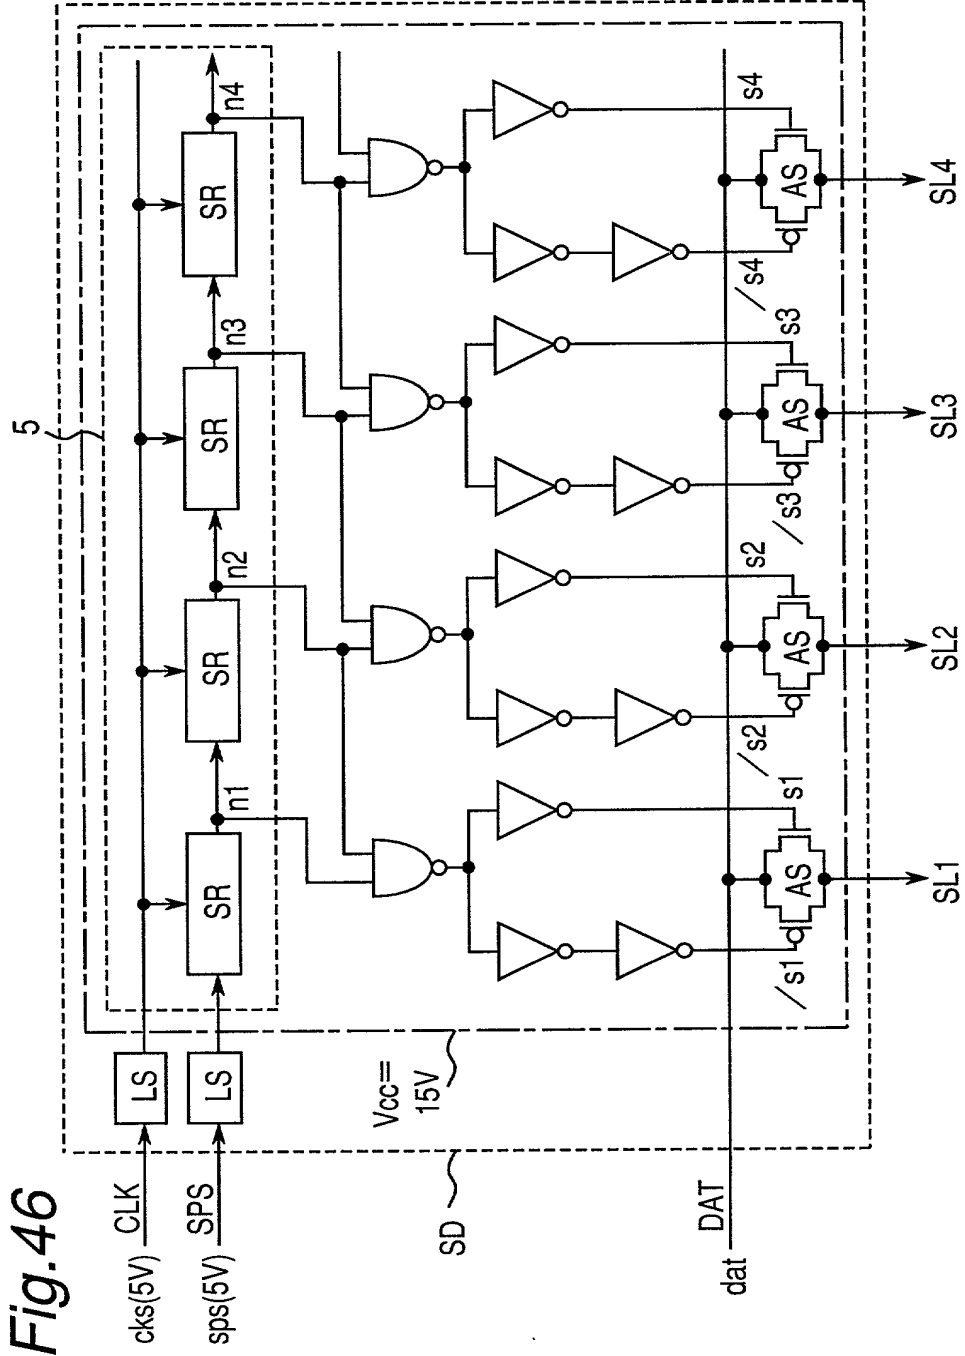 Fig.46
cks(5V) CLK
LS
sps(5V) SPS
LS
5
SR
SR
SR
SR
n1
n2
n3
n4
Vcc=
15V
SD
dat DAT
/s1
s1
/s2
s2
/s3
s3
/s4
s4
AS
AS
AS
AS
SL1
SL2
SL3
SL4